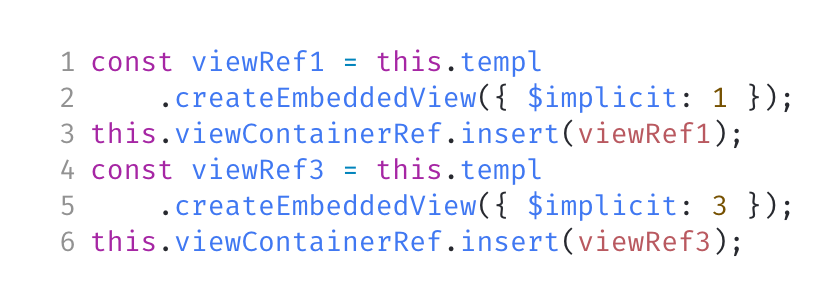 1 const viewRef1 = this.templ
2     .createEmbeddedView({ $implicit: 1 });
3 this.viewContainerRef.insert(viewRef1);
4 const viewRef3 = this.templ
5     .createEmbeddedView({ $implicit: 3 });
6 this.viewContainerRef.insert(viewRef3);